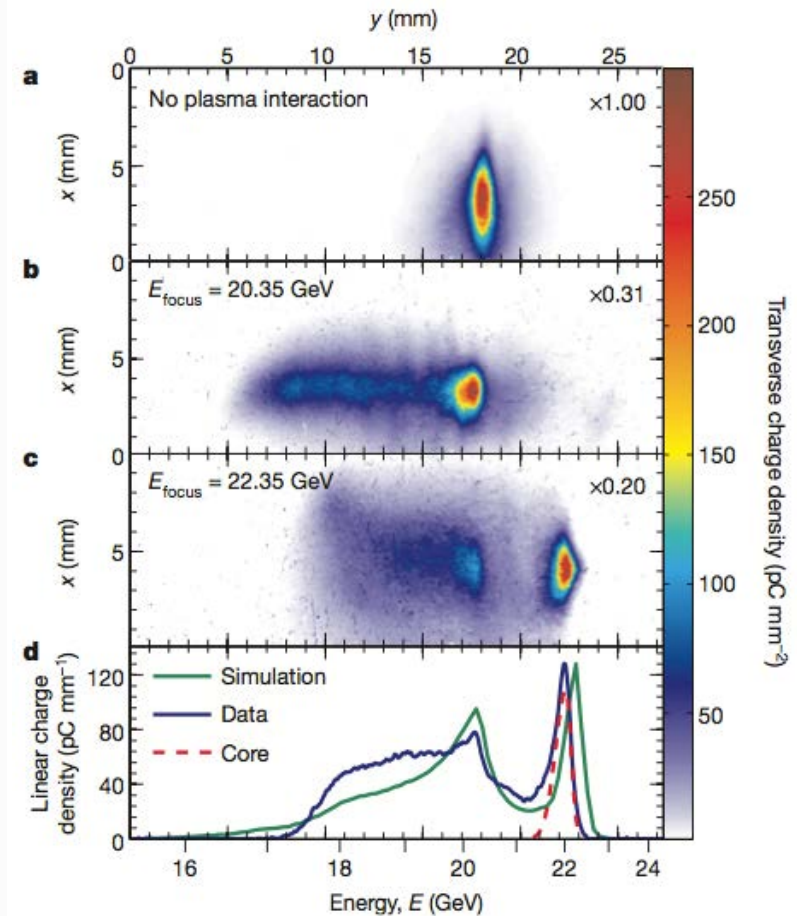 y (mm)
0 5 10 15 20 25
a
0
5
0
x (mm)
No plasma interaction
×1.00
b
5
0
x (mm)
E_focus = 20.35 GeV
×0.31
c
5
x (mm)
E_focus = 22.35 GeV
×0.20
d
120
80
40
0
Linear charge
density (pC mm⁻¹)
Simulation
Data
Core
16 18 20 22 24
Energy, E (GeV)
250
200
150
100
50
Transverse charge density (pC mm⁻²)